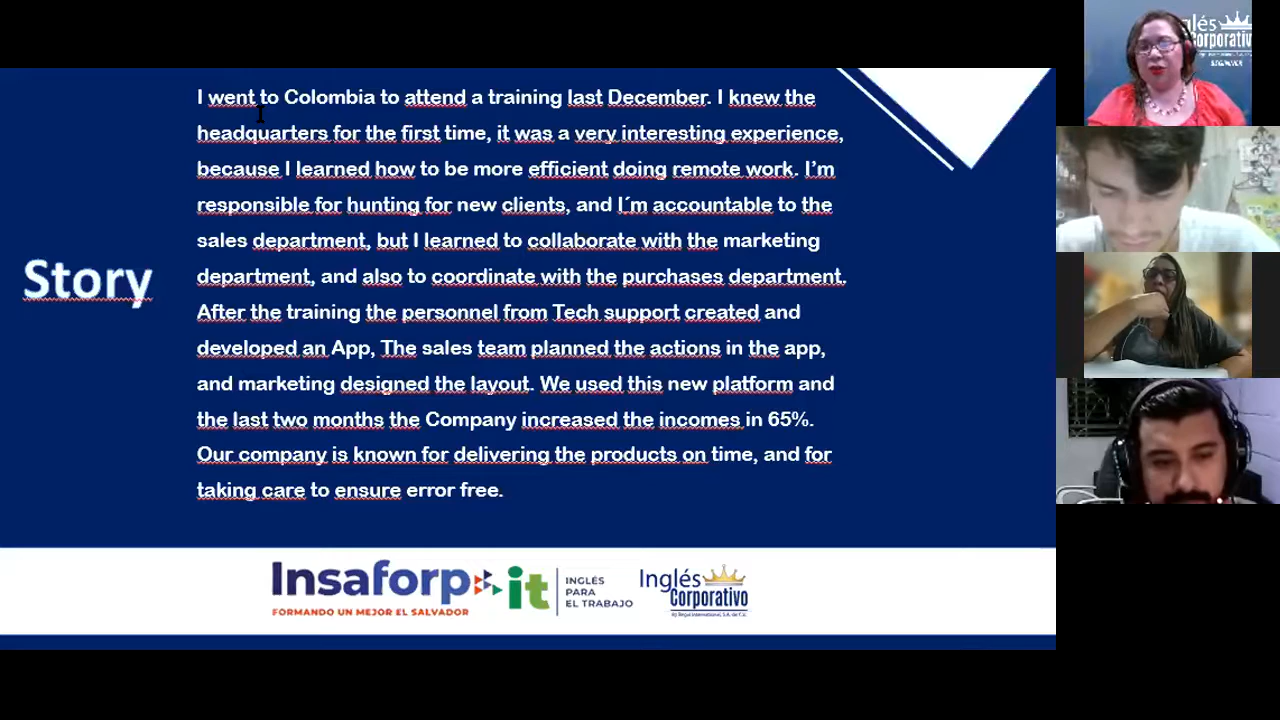 Story
I went to Colombia to attend a training last December. I knew the
headquarters for the first time, it was a very interesting experience,
because I learned how to be more efficient doing remote work. I'm
responsible for hunting for new clients, and I´m accountable to the
sales department, but I learned to collaborate with the marketing
department, and also to coordinate with the purchases department.
After the training the personnel from Tech support created and
developed an App, The sales team planned the actions in the app,
and marketing designed the layout. We used this new platform and
the last two months the Company increased the incomes in 65%.
Our company is known for delivering the products on time, and for
taking care to ensure error free.
Insaforp
FORMANDO UN MEJOR EL SALVADOR
it
INGLÉS
PARA
EL TRABAJO
Inglés
Corporativo
glés
Corporativo